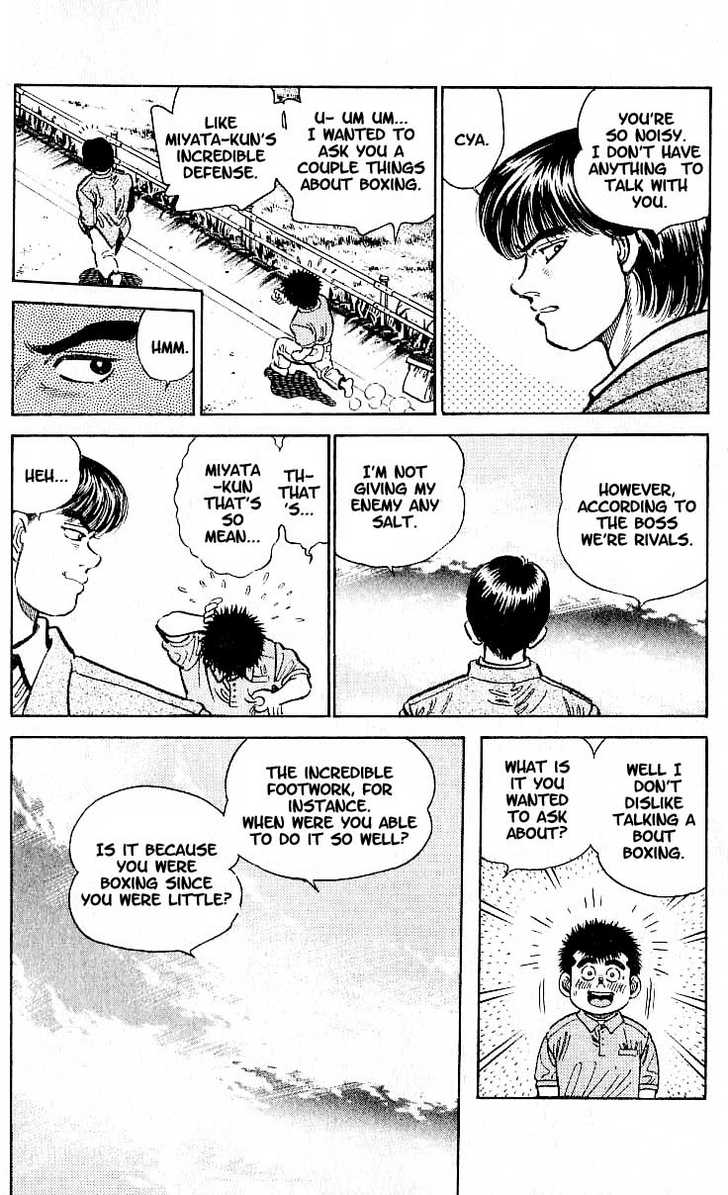 YOU'RE
SO NOISY.
I DON'T HAVE
ANYTHING TO
TALK WITH
YOU.
CYA.
U- UM UM...
I WANTED TO
ASK YOU A
COUPLE THINGS
ABOUT BOXING.
LIKE
MIYATA-KUN'S
INCREDIBLE
DEFENSE.
HMM.
HOWEVER,
ACCORDING TO
THE BOSS
WE'RE RIVALS.
I'M NOT
GIVING MY
ENEMY ANY
SALT.
TH-
THAT
'S...
MIYATA
-KUN
THAT'S
SO
MEAN...
HEH...
WELL I
DON'T
DISLIKE
TALKING A
BOUT
BOXING.
WHAT IS
IT YOU
WANTED
TO ASK
ABOUT?
THE INCREDIBLE
FOOTWORK, FOR
INSTANCE.
WHEN WERE YOU ABLE
TO DO IT SO WELL?
IS IT BECAUSE
YOU WERE
BOXING SINCE
YOU WERE LITTLE?